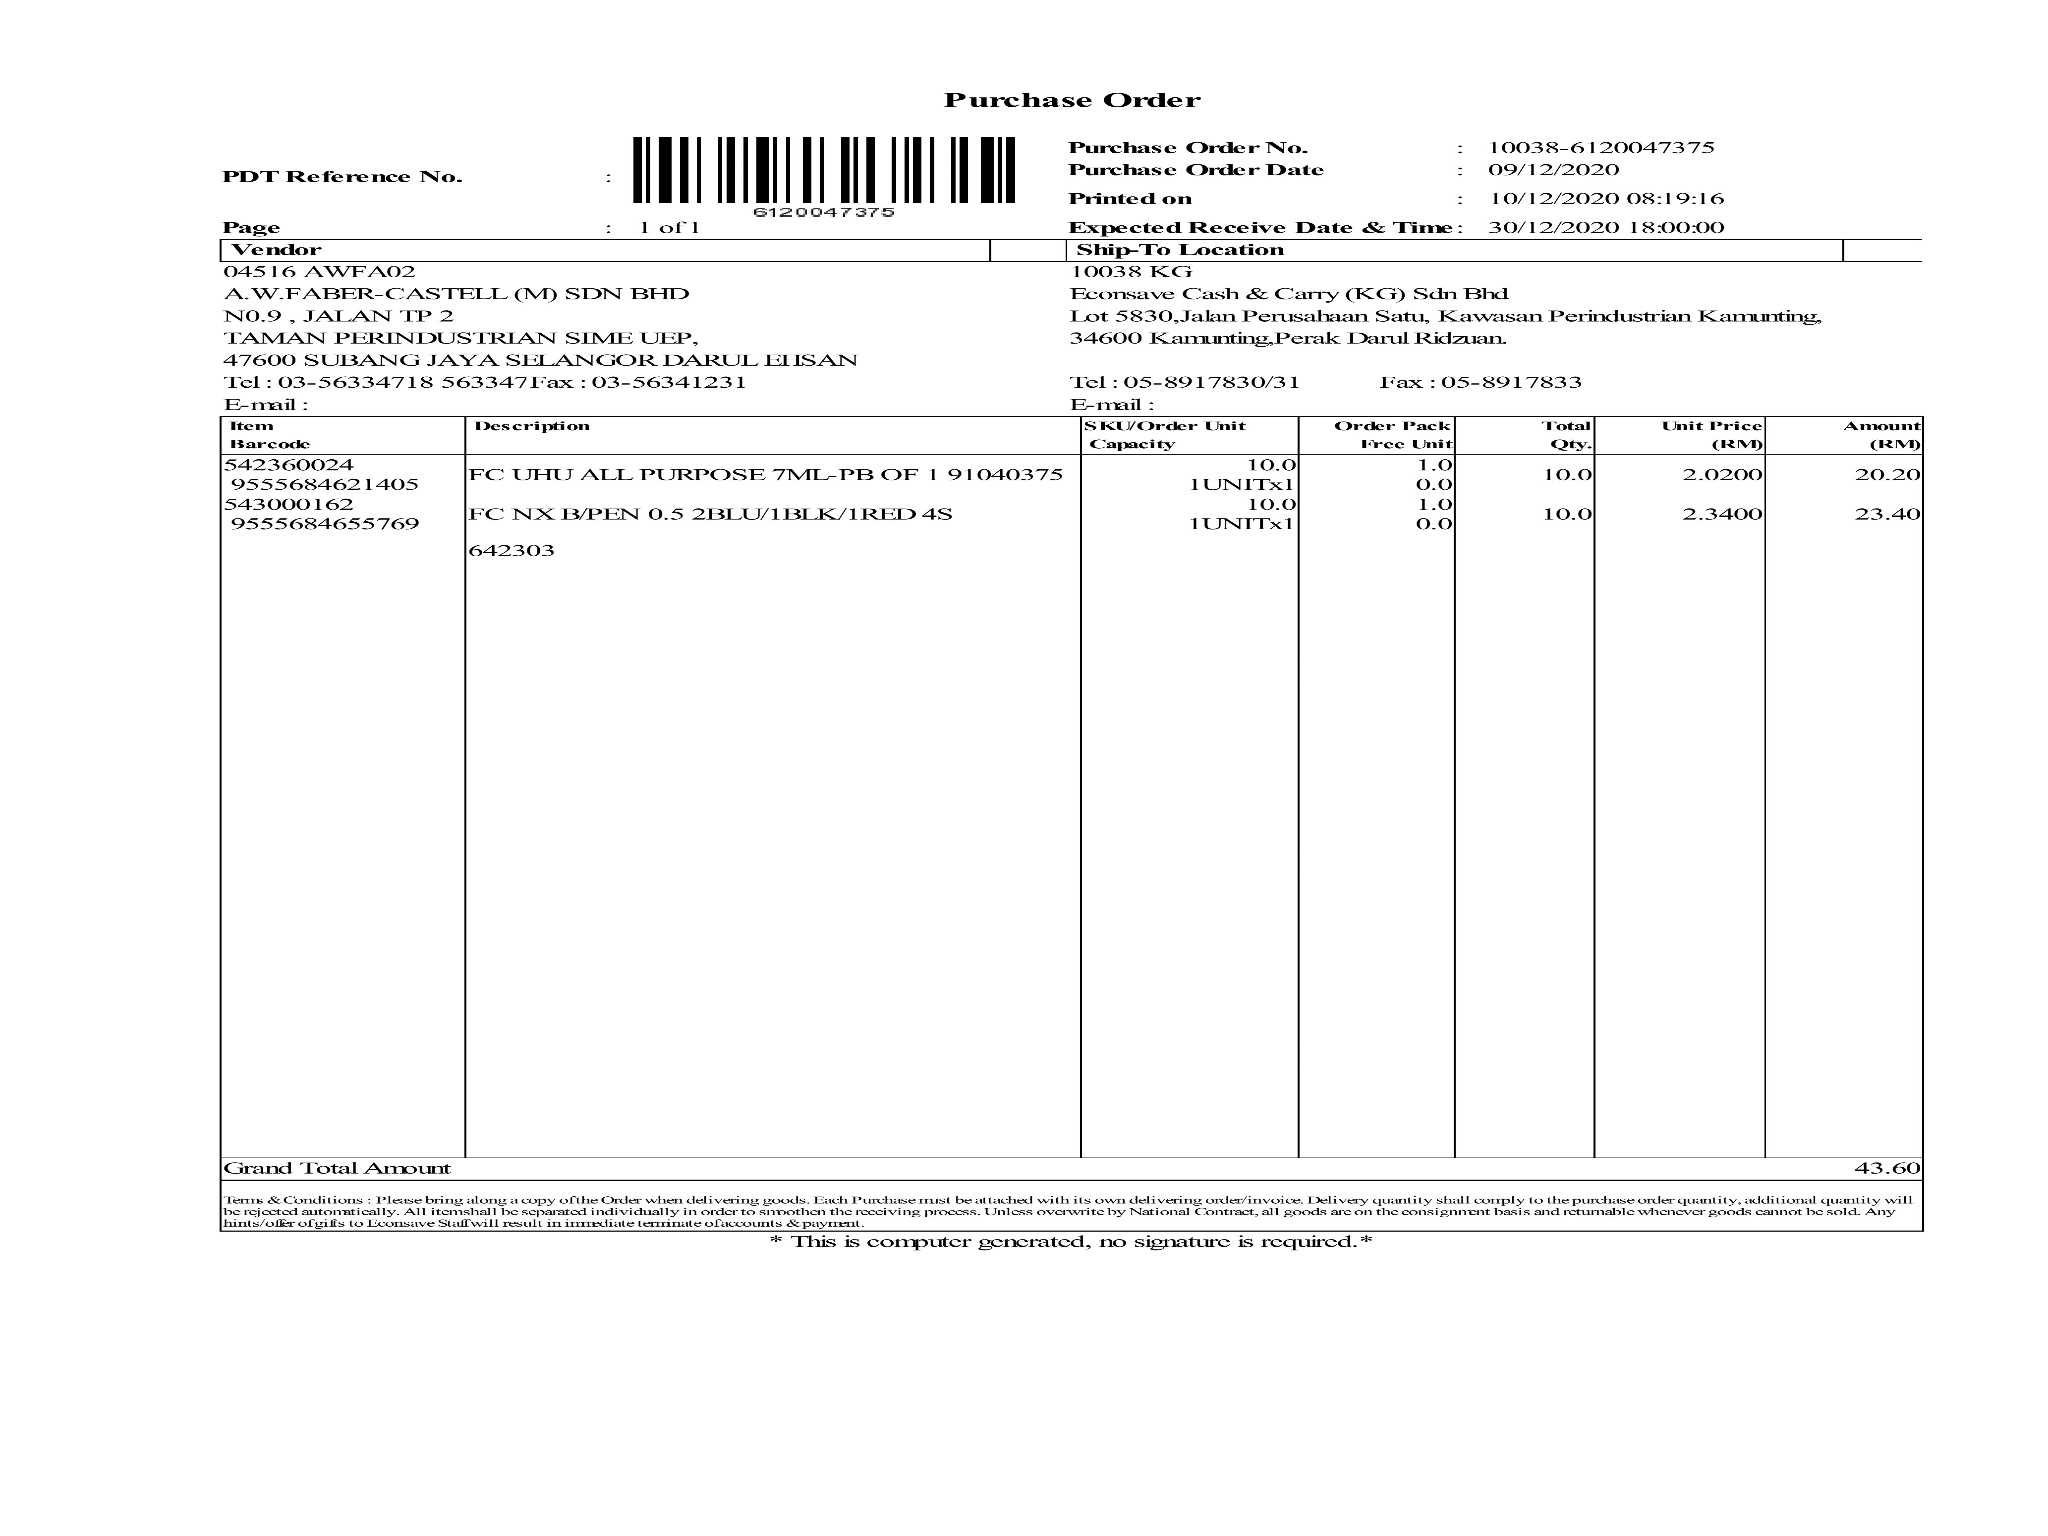 Purchase Order
PDT Reference No. :
6120047375
Page : 1 of 1
Purchase Order No. : 10038-6120047375
Purchase Order Date : 09/12/2020
Printed on : 10/12/2020 08:19:16
Expected Receive Date & Time : 30/12/2020 18:00:00
Vendor
04516 AWFA02
A.W.FABER-CASTELL (M) SDN BHD
N0.9 , JALAN TP 2
TAMAN PERINDUSTRIAN SIME UEP,
47600 SUBANG JAYA SELANGOR DARUL EHSAN
Tel : 03-56334718 563347Fax : 03-56341231
E-mail :
Ship-To Location
10038 KG
Econsave Cash & Carry (KG) Sdn Bhd
Lot 5830,Jalan Perusahaan Satu, Kawasan Perindustrian Kamunting,
34600 Kamunting,Perak Darul Ridzuan.
Tel : 05-8917830/31 Fax : 05-8917833
E-mail :
Item Description SKU/Order Unit Order Pack Total Unit Price Amount
Barcode Capacity Free Unit Qty. (RM) (RM)
542360024 10.0 1.0
FC UHU ALL PURPOSE 7ML-PB OF 1 91040375 10.0 2.0200 20.20
9555684621405 1UNITx1 0.0
543000162 10.0 1.0
FC NX B/PEN 0.5 2BLU/1BLK/1RED 4S 10.0 2.3400 23.40
9555684655769 1UNITx1 0.0
642303
Grand Total Amount 43.60
Terms & Conditions : Please bring along a copy of the Order when delivering goods. Each Purchase must be attached with its own delivering order/invoice. Delivery quantity shall comply to the purchase order quantity, additional quantity will
be rejected automatically. All itemshall be separated individually in order to smoothen the receiving process. Unless overwrite by National Contract, all goods are on the consignment basis and returnable whenever goods cannot be sold. Any
hints/offer of gifts to Econsave Staff will result in immediate terminate of accounts & payment.
* This is computer generated, no signature is required.*